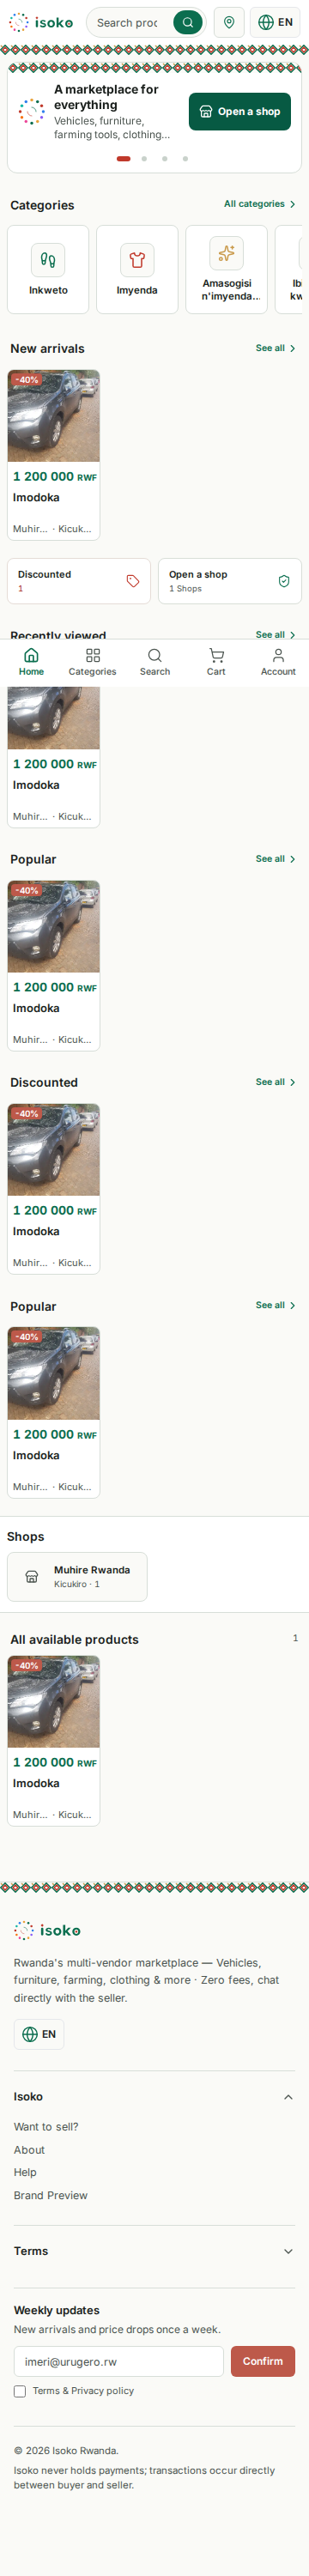 isoko
Search proc
EN
A marketplace for
everything
Vehicles, furniture,
farming tools, clothing...
Open a shop
Categories
All categories
Inkweto
Imyenda
Amasogisi
n'imyenda...
New arrivals
See all
-40%
1 200 000 RWF
Imodoka
Muhir... · Kicuk...
Discounted
1
Open a shop
1 Shops
Recently viewed
See all
Home
Categories
Search
Cart
Account
1 200 000 RWF
Imodoka
Muhir... · Kicuk...
Popular
See all
-40%
1 200 000 RWF
Imodoka
Muhir... · Kicuk...
Discounted
See all
-40%
1 200 000 RWF
Imodoka
Muhir... · Kicuk...
Popular
See all
-40%
1 200 000 RWF
Imodoka
Muhir... · Kicuk...
Shops
Muhire Rwanda
Kicukiro · 1
All available products
1
-40%
1 200 000 RWF
Imodoka
Muhir... · Kicuk...
isoko
Rwanda's multi-vendor marketplace — Vehicles,
furniture, farming, clothing & more · Zero fees, chat
directly with the seller.
EN
Isoko
Want to sell?
About
Help
Brand Preview
Terms
Weekly updates
New arrivals and price drops once a week.
imeri@urugero.rw
Confirm
Terms & Privacy policy
© 2026 Isoko Rwanda.
Isoko never holds payments; transactions occur directly
between buyer and seller.